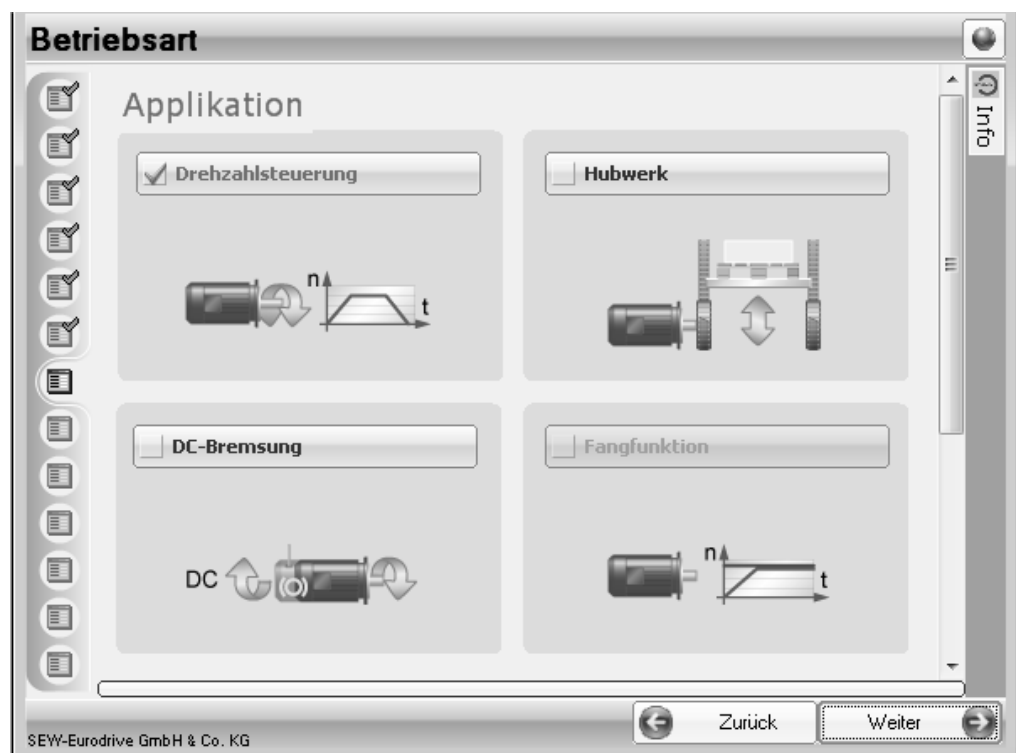 Betriebsart
Info
Applikation
Drehzahlsteuerung
Hubwerk
n
t
DC-Bremsung
Fangfunktion
DC
n
t
Zurück
Weiter
SEW-Eurodrive GmbH & Co. KG